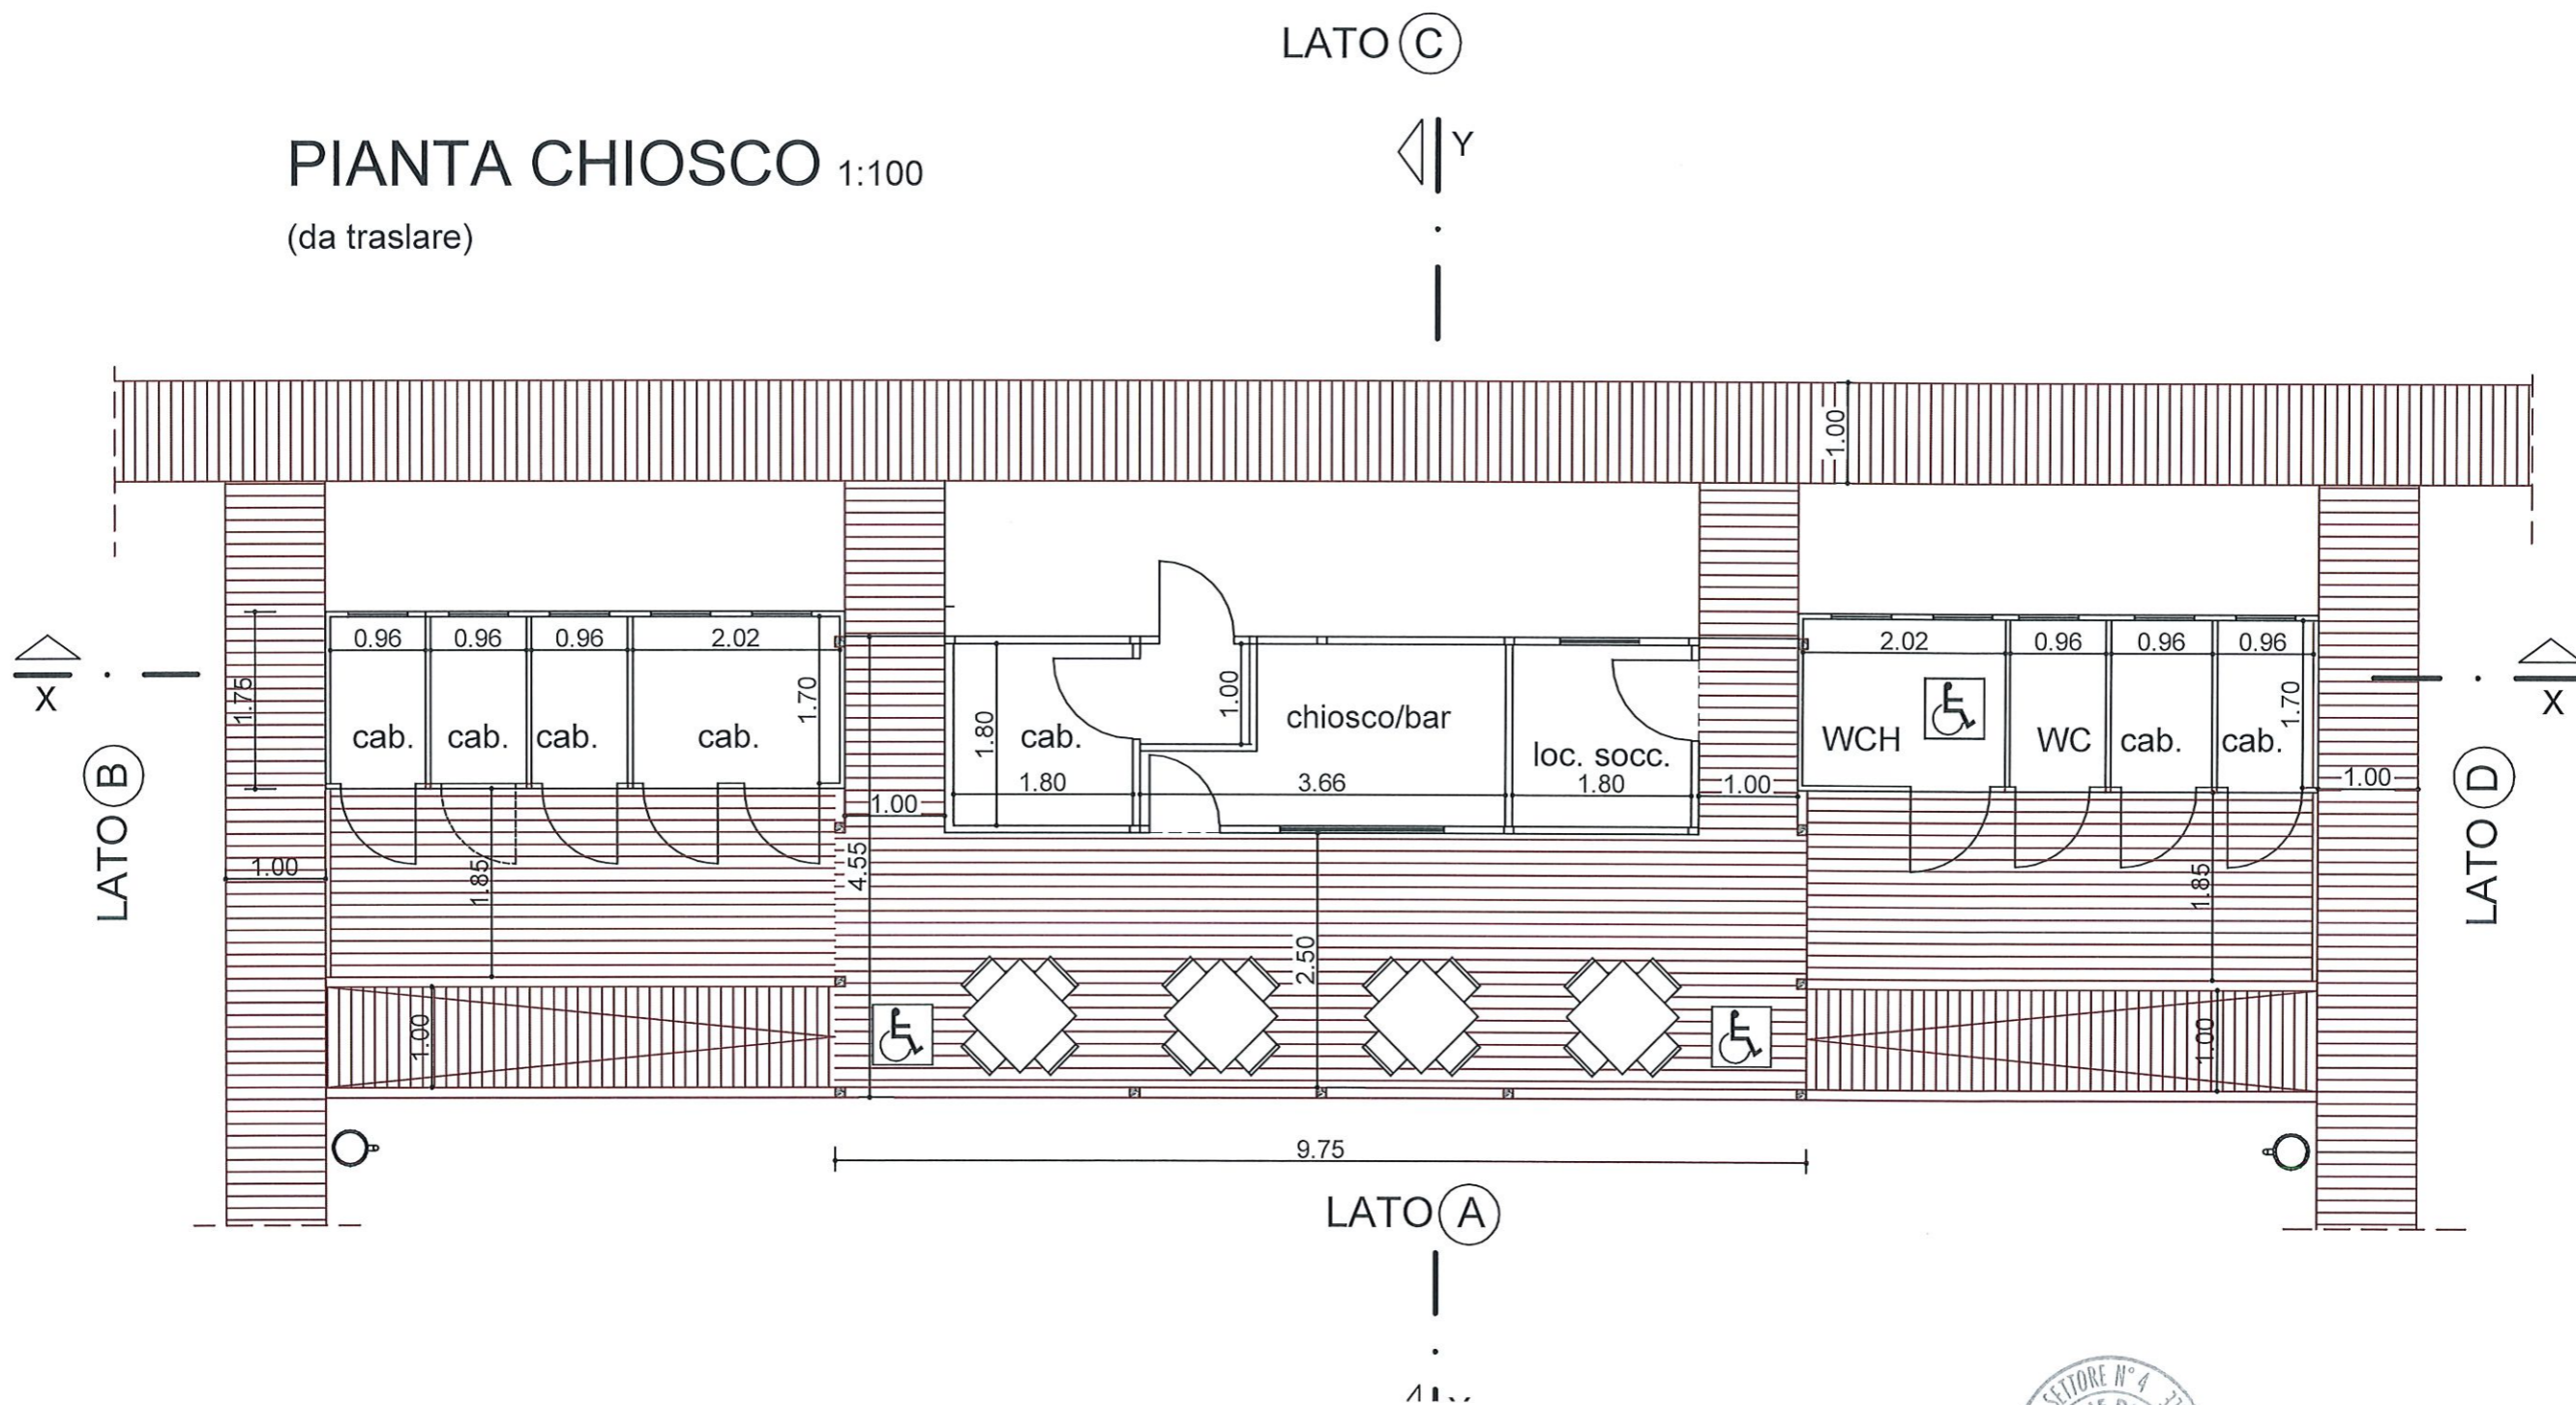 LATO C
Y
PIANTA CHIOSCO 1:100
(da traslare)
1.00
0.96 0.96 0.96 2.02
2.02 0.96 0.96 0.96
X
X
1.75
1.70
1.80
1.00
1.70
cab. cab. cab. cab.
cab.
chiosco/bar
loc. socc.
WCH WC cab. cab.
1.80 3.66 1.80
1.00
1.00
1.00
LATO B
LATO D
1.00
1.85
4.55
1.85
2.50
1.00
1.00
9.75
LATO A
SETTORE N° 4